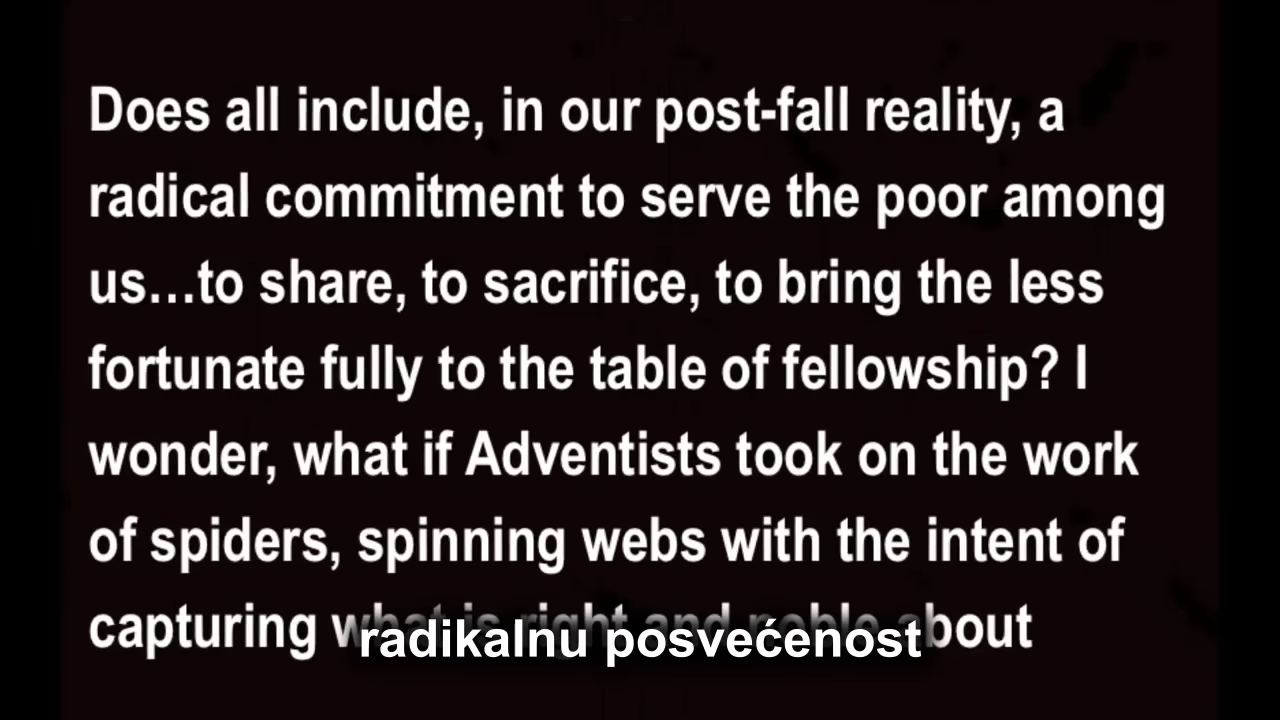 Does all include, in our post-fall reality, a
radical commitment to serve the poor among
us…to share, to sacrifice, to bring the less
fortunate fully to the table of fellowship? I
wonder, what if Adventists took on the work
of spiders, spinning webs with the intent of
capturing what is right and noble about
radikalnu posvećenost